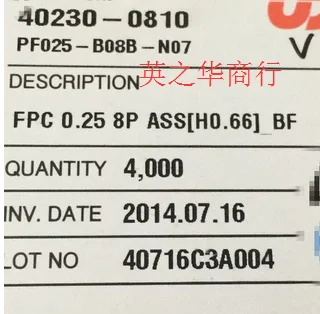 40230-0810
PF025-B08B-N07
V
DESCRIPTION
英之华商行
FPC 0.25 8P ASS[H0.66]_BF
QUANTITY 4,000
INV. DATE 2014.07.16
LOT NO 40716C3A004